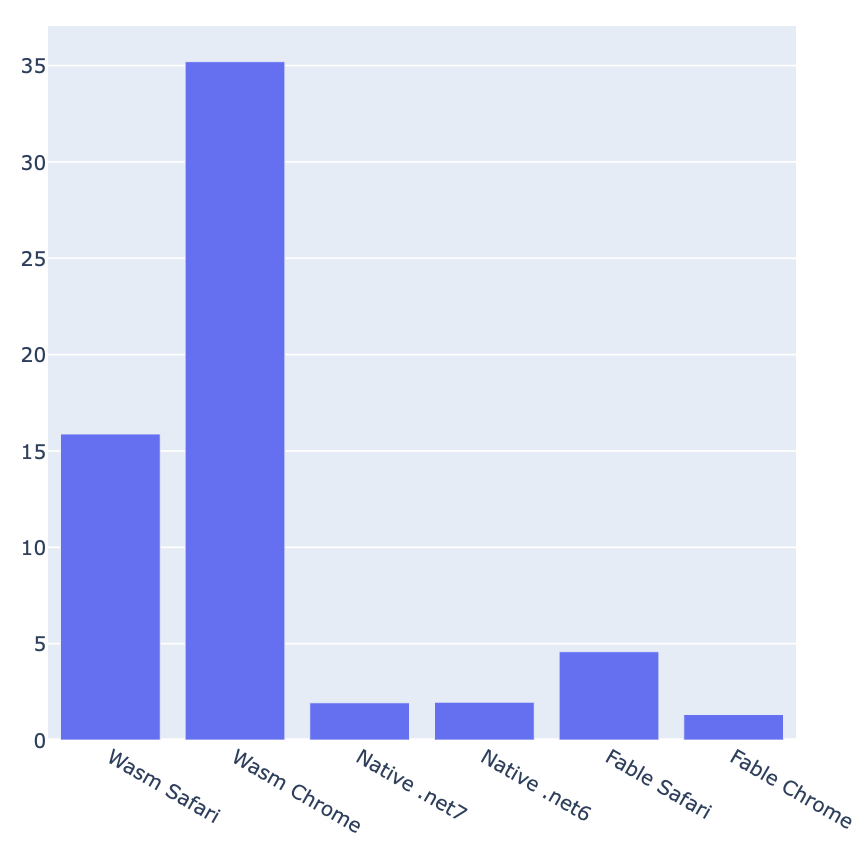 35
30
25
20
15
10
5
0
Wasm Safari
Wasm Chrome
Native .net7
Native .net6
Fable Safari
Fable Chrome